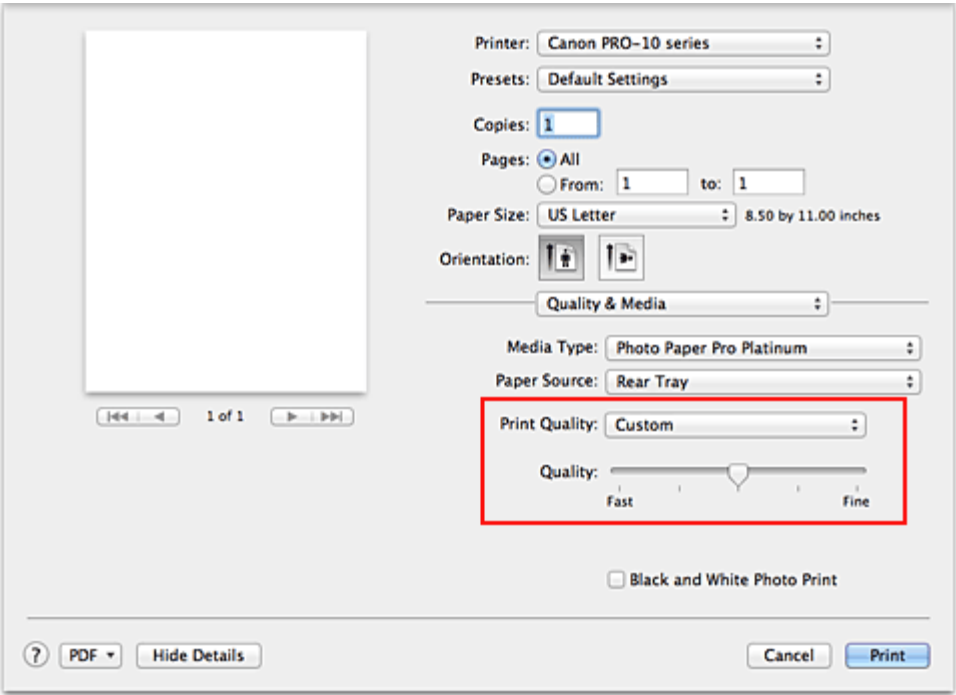 Printer: Canon PRO-10 series
Presets: Default Settings
Copies: 1
Pages: All
From: 1 to: 1
Paper Size: US Letter 8.50 by 11.00 inches
Orientation:
Quality & Media
Media Type: Photo Paper Pro Platinum
Paper Source: Rear Tray
1 of 1
Print Quality: Custom
Quality:
Fast Fine
Black and White Photo Print
? PDF Hide Details Cancel Print